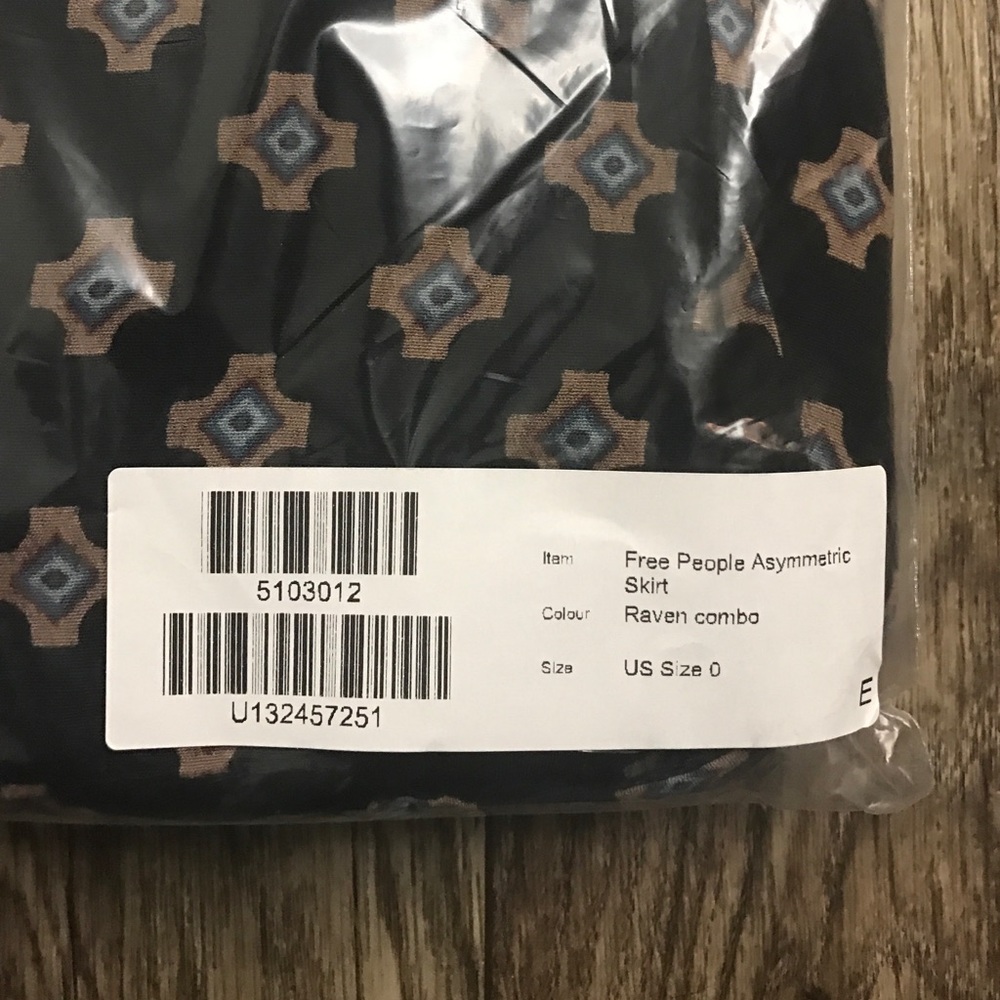 5103012
U132457251
Item Free People Asymmetric
Skirt
Colour Raven combo
Size US Size 0
E